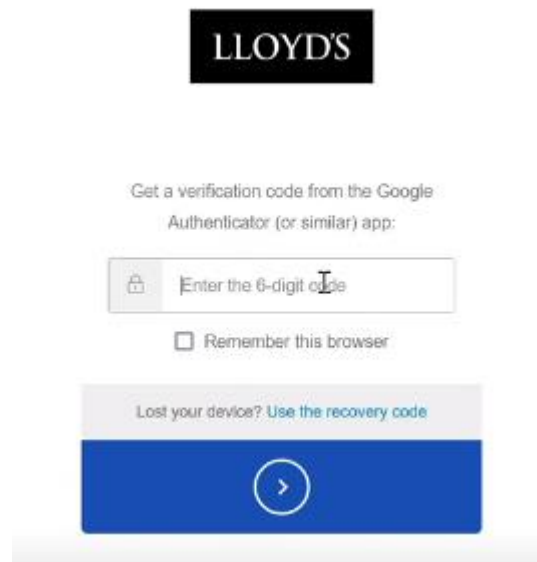 LLOYD'S
Get a verification code from the Google
Authenticator (or similar) app:
Enter the 6-digit code
Remember this browser
Lost your device? Use the recovery code